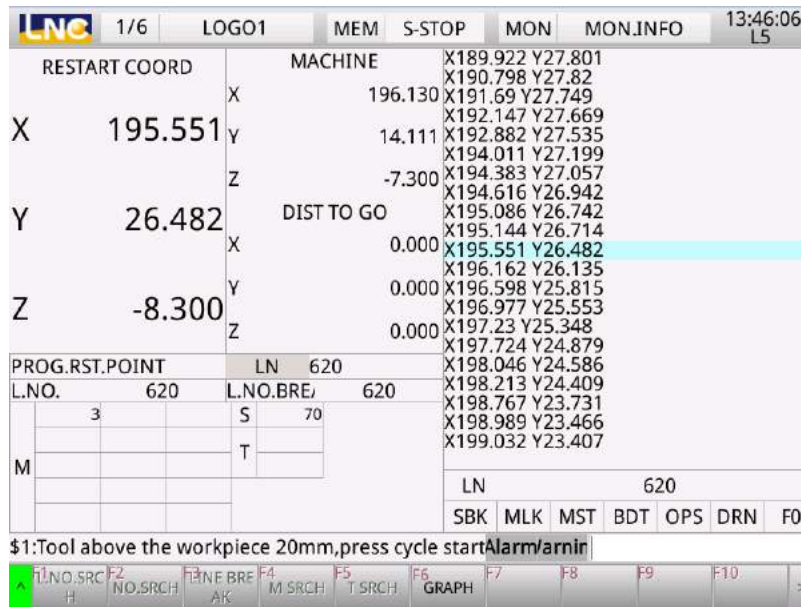 LNC 1/6 LOGO1 MEM S-STOP MON MON.INFO 13:46:06
L5
RESTART COORD
X 195.551
Y 26.482
Z -8.300
MACHINE
X 196.130
Y 14.111
Z -7.300
DIST TO GO
X 0.000
Y 0.000
Z 0.000
X189.922 Y27.801
X190.798 Y27.82
X191.69 Y27.749
X192.147 Y27.669
X192.882 Y27.535
X194.011 Y27.199
X194.383 Y27.057
X194.616 Y26.942
X195.086 Y26.742
X195.144 Y26.714
X195.551 Y26.482
X196.162 Y26.135
X196.598 Y25.815
X196.977 Y25.553
X197.23 Y25.348
X197.724 Y24.879
X198.046 Y24.586
X198.213 Y24.409
X198.767 Y23.731
X198.989 Y23.466
X199.032 Y23.407
PROG.RST.POINT LN 620
L.NO. 620 L.NO.BRE 620
M 3
S 70
T
LN 620
SBK MLK MST BDT OPS DRN F0
$1:Tool above the workpiece 20mm,press cycle start Alarm/arnin
F1 L.NO.SRCH
F2 NO.SRCH
F3 LINE BREAK
F4 M SRCH
F5 T SRCH
F6 GRAPH
F7
F8
F9
F10